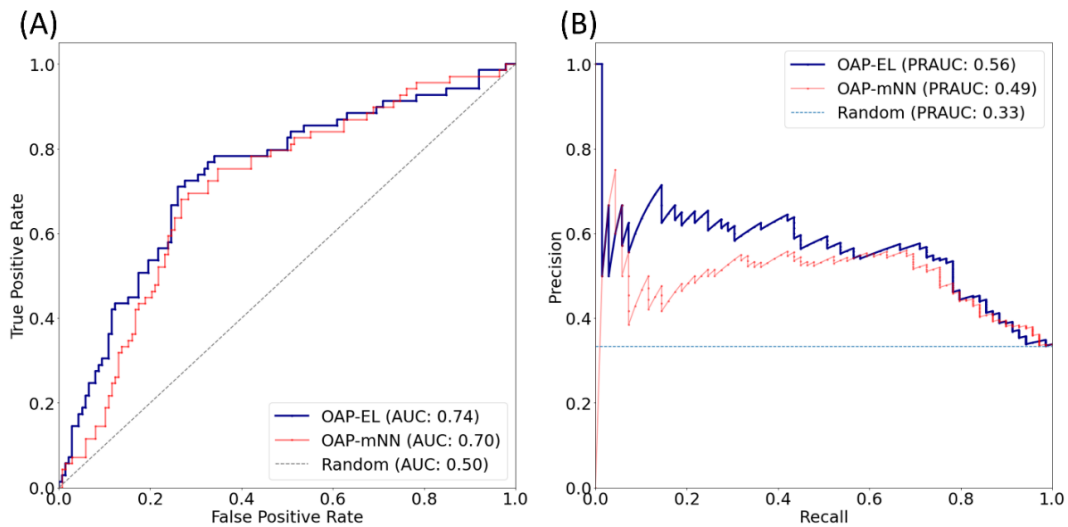 (A)
True Positive Rate
1.0
0.8
0.6
0.4
0.2
0.0
0.0 0.2 0.4 0.6 0.8 1.0
False Positive Rate
OAP-EL (AUC: 0.74)
OAP-mNN (AUC: 0.70)
Random (AUC: 0.50)
(B)
Precision
1.0
0.8
0.6
0.4
0.2
0.0
0.0 0.2 0.4 0.6 0.8 1.0
Recall
OAP-EL (PRAUC: 0.56)
OAP-mNN (PRAUC: 0.49)
Random (PRAUC: 0.33)